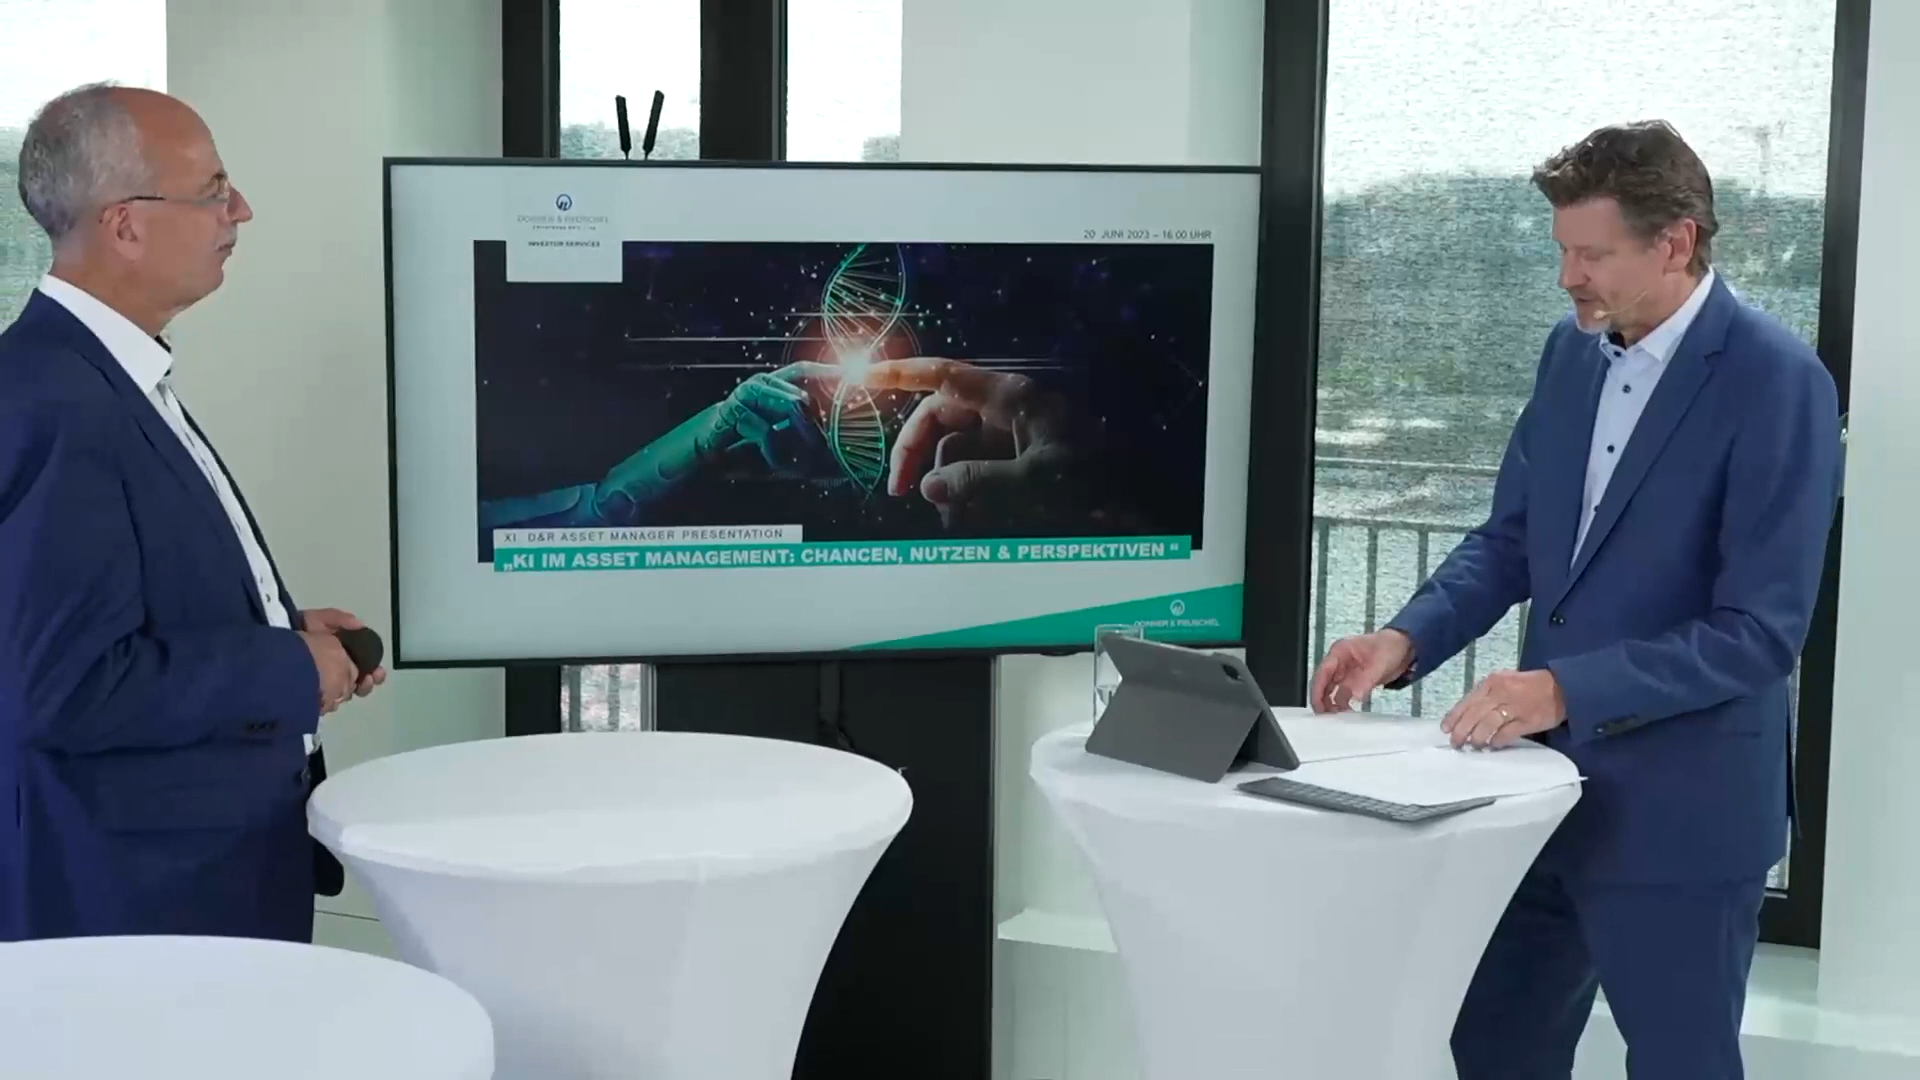 DONNER & REUSCHEL
INVESTOR SERVICES
20. JUNI 2023 – 16.00 UHR
XI. D&R ASSET MANAGER PRESENTATION
„KI IM ASSET MANAGEMENT: CHANCEN, NUTZEN & PERSPEKTIVEN “
DONNER & REUSCHEL